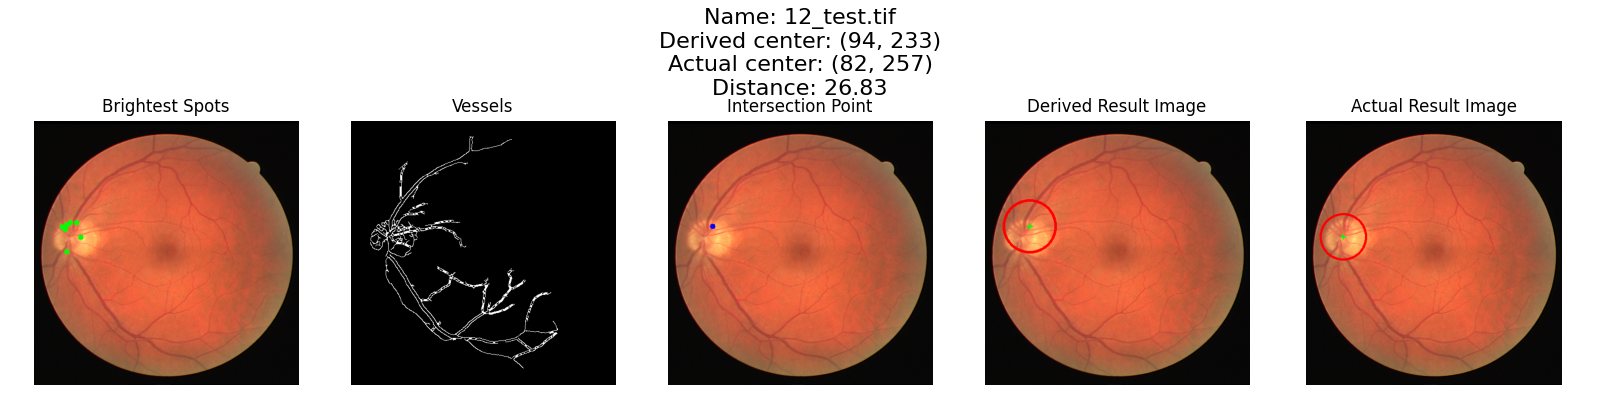 Name: 12_test.tif
Derived center: (94, 233)
Actual center: (82, 257)
Distance: 26.83
Brightest Spots
Vessels
Intersection Point
Derived Result Image
Actual Result Image